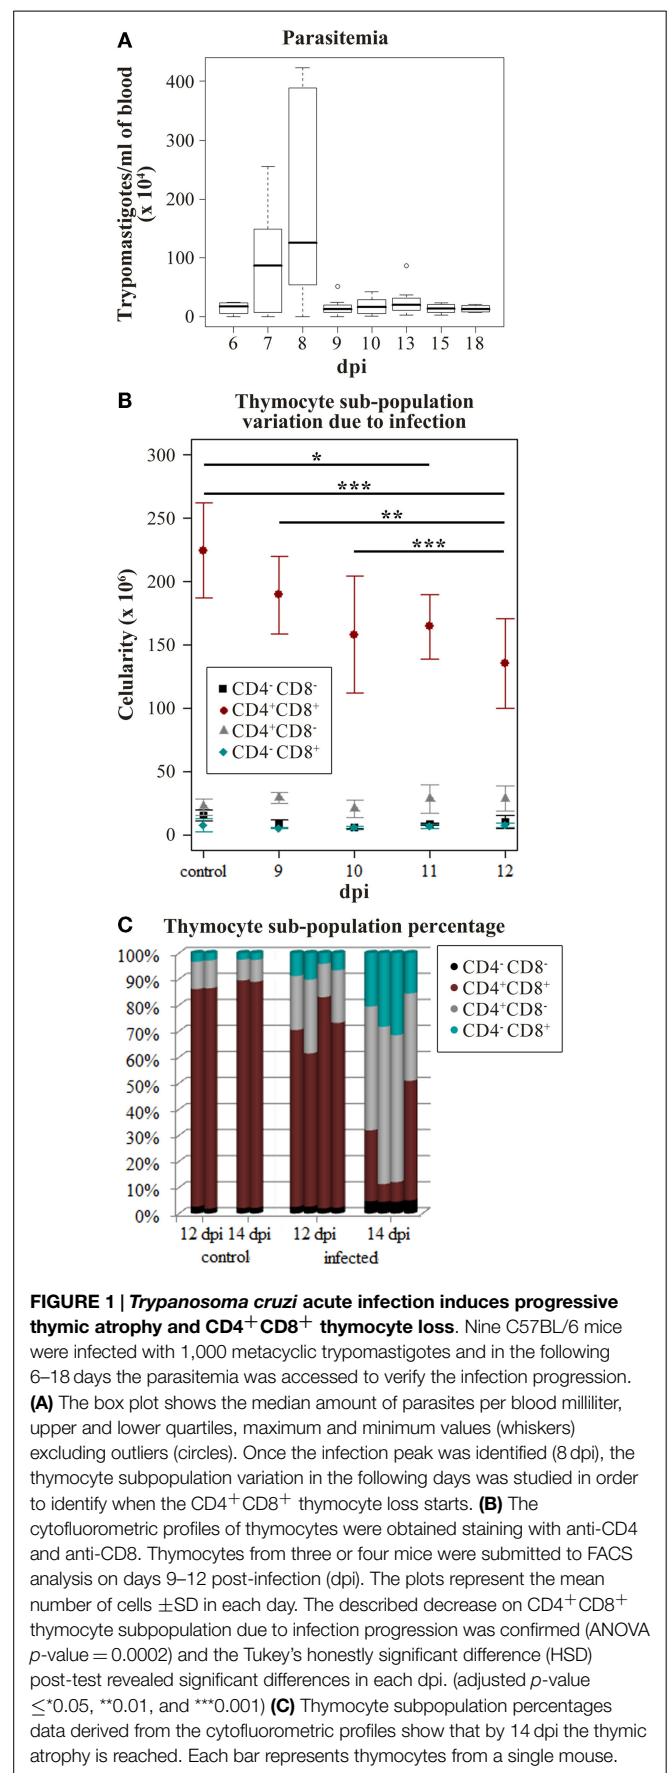 A
Parasitemia
Trypomastigotes/ml of blood
(x 10⁴)
400
300
200
100
0
6 7 8 9 10 13 15 18
dpi
B
Thymocyte sub-population
variation due to infection
Celularity (x 10⁶)
300
250
200
150
100
50
0
*
***
**
***
CD4⁻ CD8⁻
CD4⁺CD8⁺
CD4⁺CD8⁻
CD4⁻ CD8⁺
control 9 10 11 12
dpi
C
Thymocyte sub-population percentage
100%
90%
80%
70%
60%
50%
40%
30%
20%
10%
0%
CD4⁻ CD8⁻
CD4⁺CD8⁺
CD4⁺CD8⁻
CD4⁻ CD8⁺
12 dpi 14 dpi 12 dpi 14 dpi
control infected
FIGURE 1 | Trypanosoma cruzi acute infection induces progressive
thymic atrophy and CD4⁺CD8⁺ thymocyte loss. Nine C57BL/6 mice
were infected with 1,000 metacyclic trypomastigotes and in the following
6–18 days the parasitemia was accessed to verify the infection progression.
(A) The box plot shows the median amount of parasites per blood milliliter,
upper and lower quartiles, maximum and minimum values (whiskers)
excluding outliers (circles). Once the infection peak was identified (8 dpi), the
thymocyte subpopulation variation in the following days was studied in order
to identify when the CD4⁺CD8⁺ thymocyte loss starts. (B) The
cytofluorometric profiles of thymocytes were obtained staining with anti-CD4
and anti-CD8. Thymocytes from three or four mice were submitted to FACS
analysis on days 9–12 post-infection (dpi). The plots represent the mean
number of cells ±SD in each day. The described decrease on CD4⁺CD8⁺
thymocyte subpopulation due to infection progression was confirmed (ANOVA
p-value = 0.0002) and the Tukey's honestly significant difference (HSD)
post-test revealed significant differences in each dpi. (adjusted p-value
≤*0.05, **0.01, and ***0.001) (C) Thymocyte subpopulation percentages
data derived from the cytofluorometric profiles show that by 14 dpi the thymic
atrophy is reached. Each bar represents thymocytes from a single mouse.